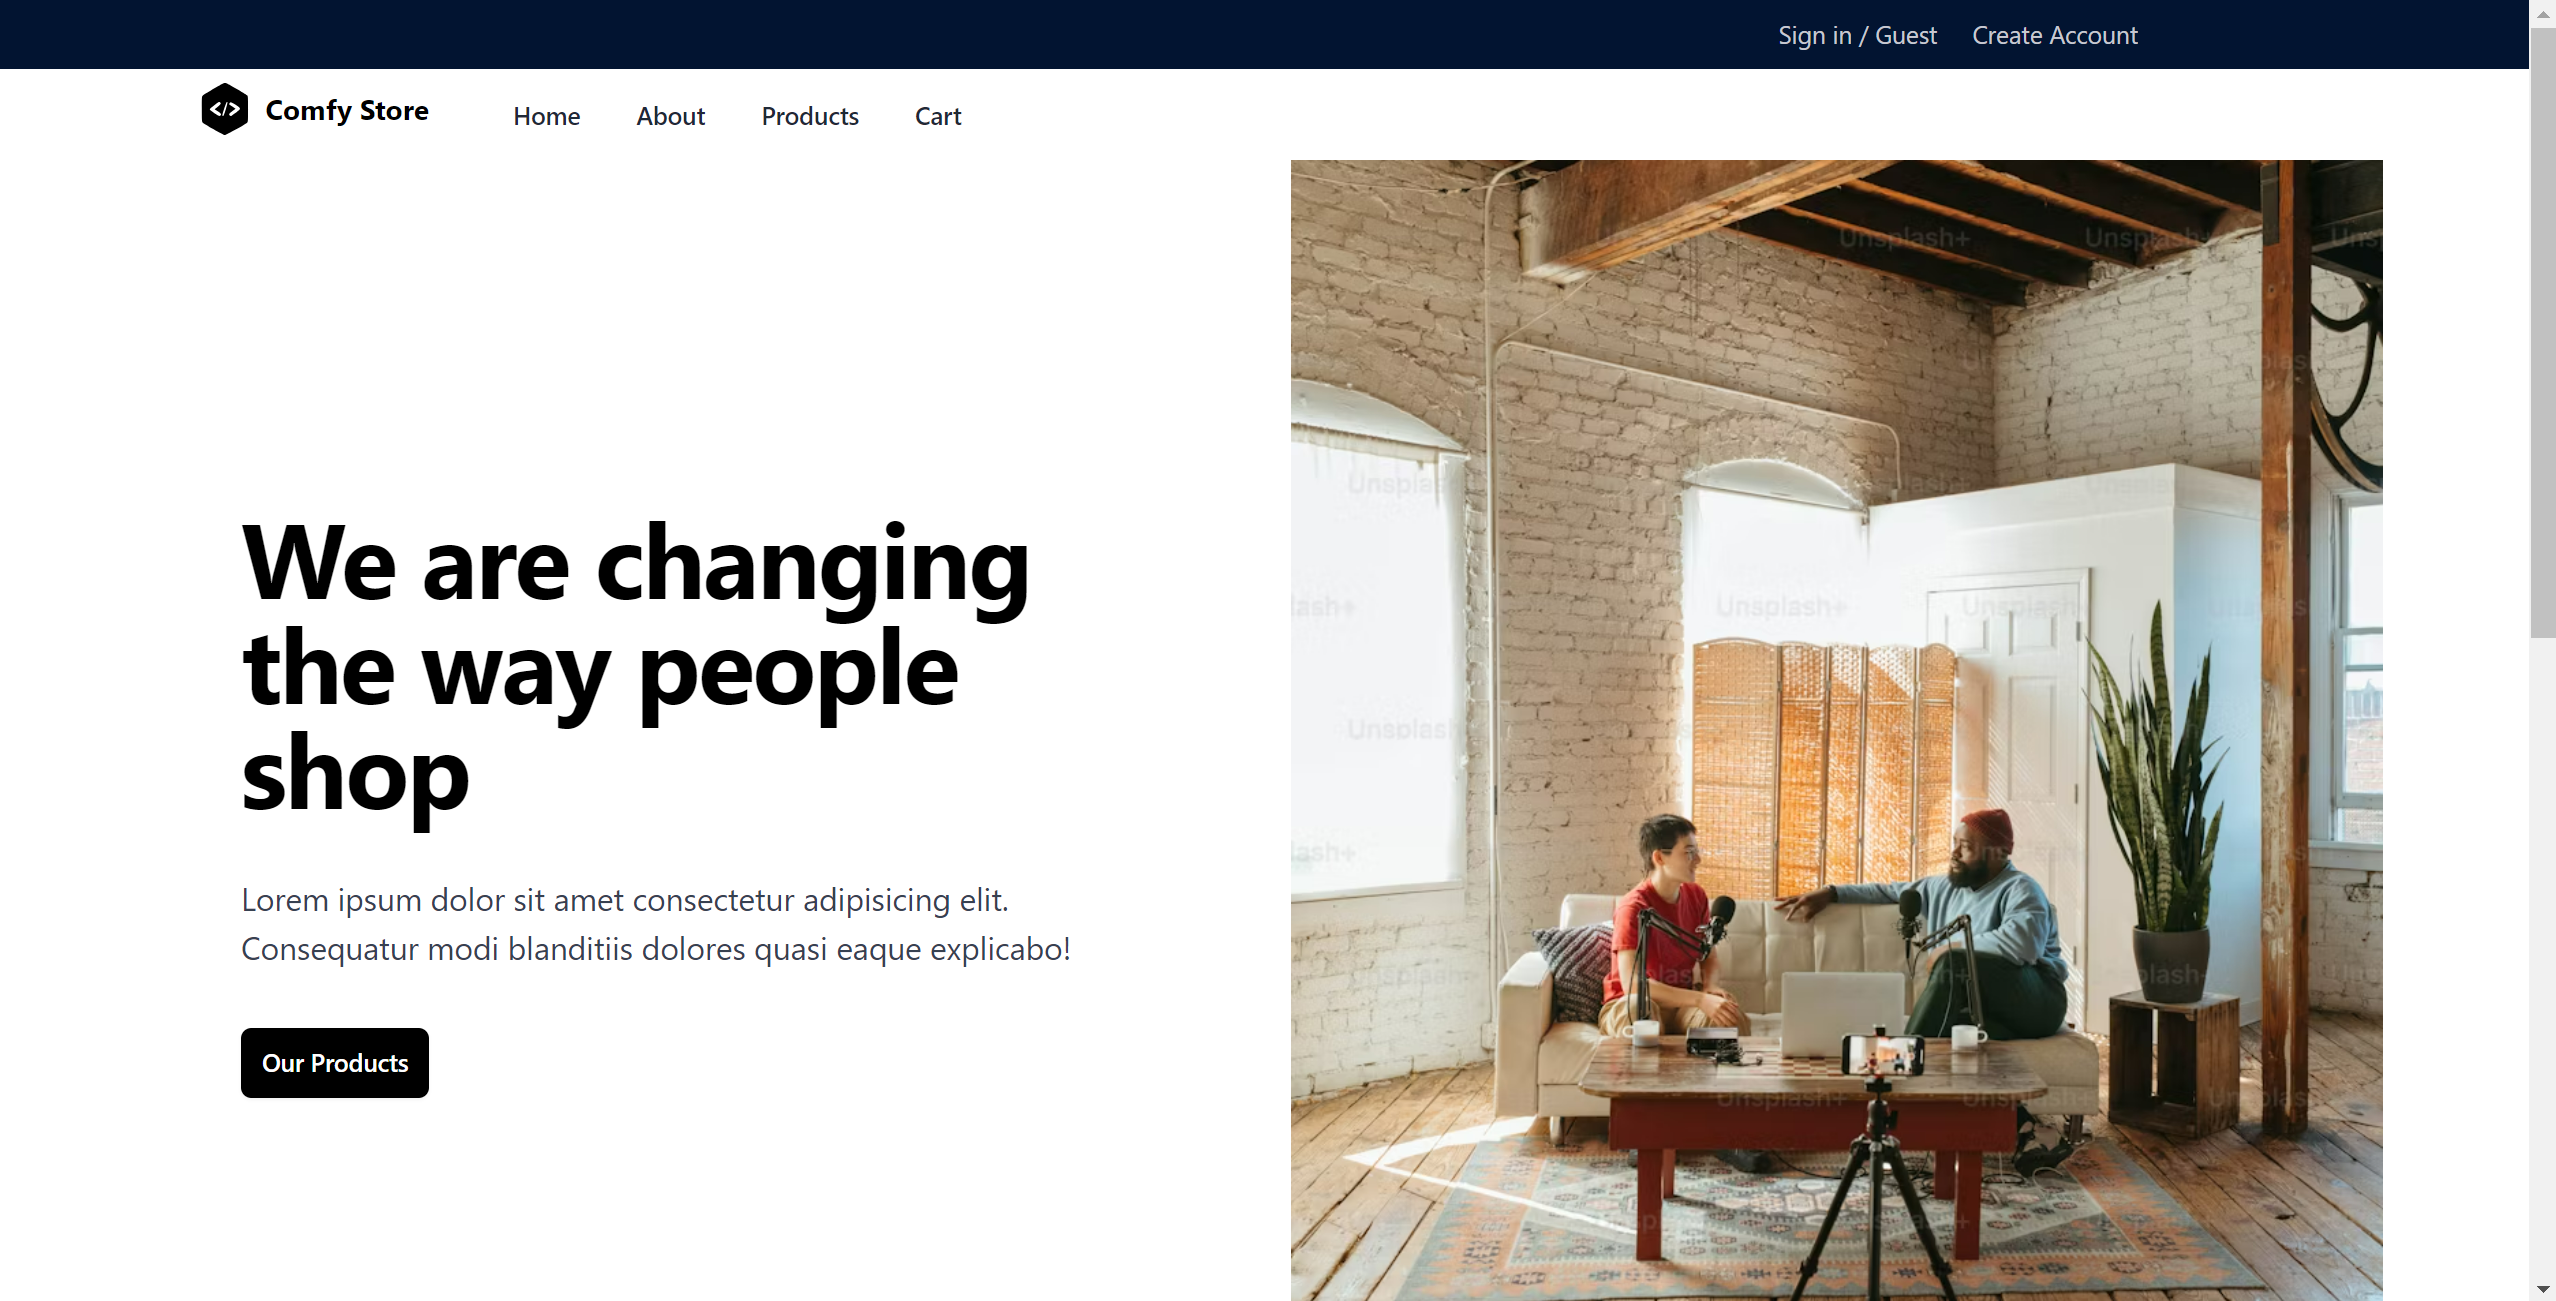 Sign in / Guest Create Account
</> Comfy Store Home About Products Cart
We are changing
the way people
shop
Lorem ipsum dolor sit amet consectetur adipisicing elit.
Consequatur modi blanditiis dolores quasi eaque explicabo!
Our Products
Unsplash+
Unsplash+
Unsplash+
Unsplash+